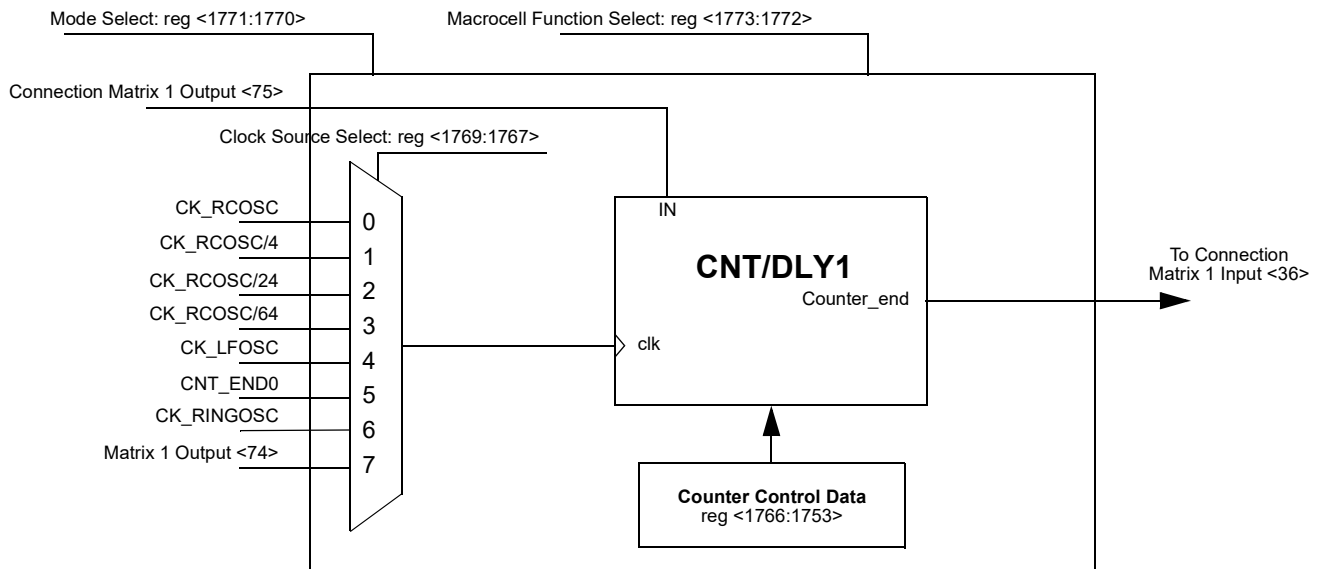 Mode Select: reg <1771:1770>
Macrocell Function Select: reg <1773:1772>
Connection Matrix 1 Output <75>
Clock Source Select: reg <1769:1767>
CK_RCOSC
0
CK_RCOSC/4
1
CK_RCOSC/24
2
CK_RCOSC/64
3
CK_LFOSC
4
CNT_END0
5
CK_RINGOSC
6
Matrix 1 Output <74>
7
IN
CNT/DLY1
Counter_end
clk
To Connection
Matrix 1 Input <36>
Counter Control Data
reg <1766:1753>